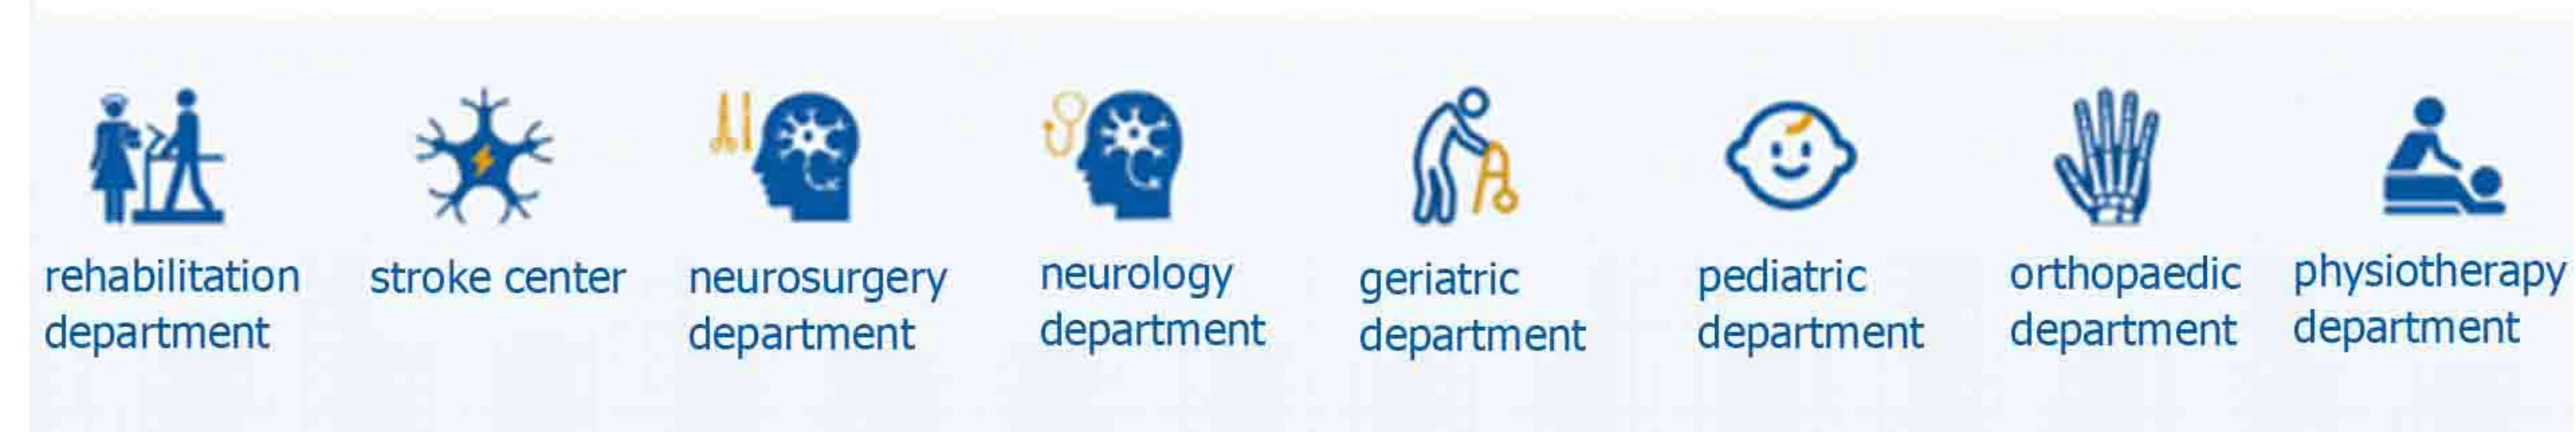 rehabilitation
department
stroke center
neurosurgery
department
neurology
department
geriatric
department
pediatric
department
orthopaedic
department
physiotherapy
department